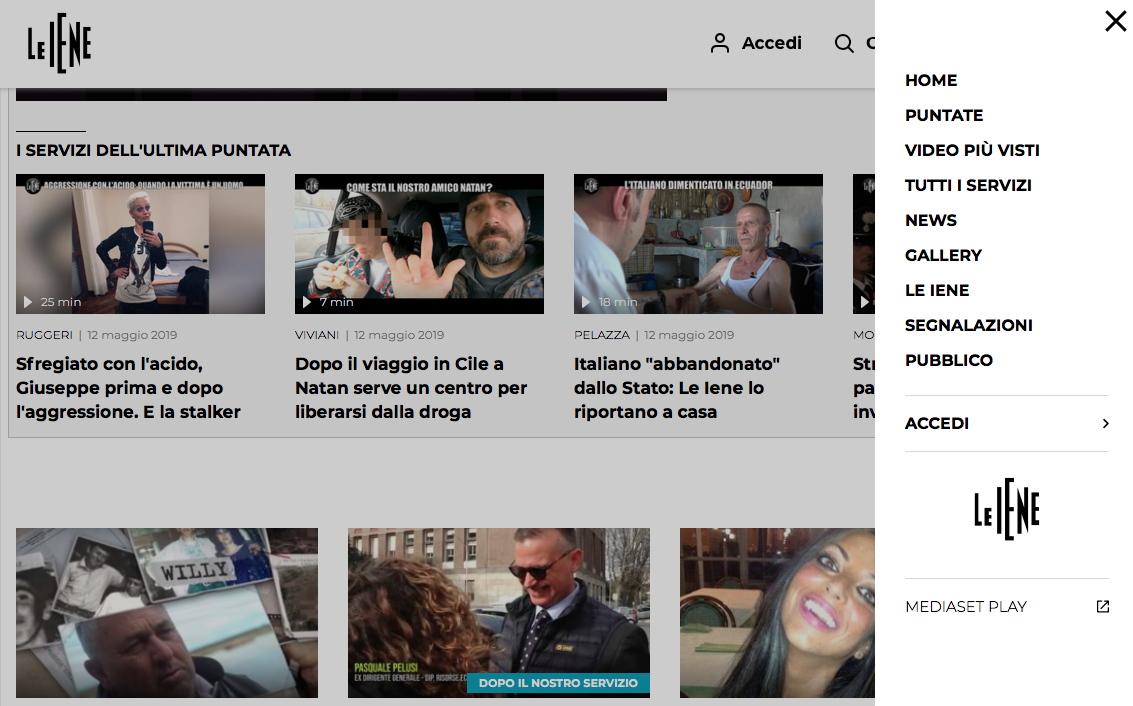 LE IENE
Accedi
C
I SERVIZI DELL'ULTIMA PUNTATA
AGGRESSIONE CON L'ACIDO: QUANDO LA VITTIMA È UN UOMO
25 min
RUGGERI | 12 maggio 2019
Sfregiato con l'acido,
Giuseppe prima e dopo
l'aggressione. E la stalker
COME STA IL NOSTRO AMICO NATAN?
7 min
VIVIANI | 12 maggio 2019
Dopo il viaggio in Cile a
Natan serve un centro per
liberarsi dalla droga
L'ITALIANO DIMENTICATO IN ECUADOR
18 min
PELAZZA | 12 maggio 2019
Italiano "abbandonato"
dallo Stato: Le Iene lo
riportano a casa
MO
Str
pa
inv
WILLY
PASQUALE PELUSI
EX DIRIGENTE GENERALE - DIP. RISORSE.EC
DOPO IL NOSTRO SERVIZIO
HOME
PUNTATE
VIDEO PIÙ VISTI
TUTTI I SERVIZI
NEWS
GALLERY
LE IENE
SEGNALAZIONI
PUBBLICO
ACCEDI
LE IENE
MEDIASET PLAY